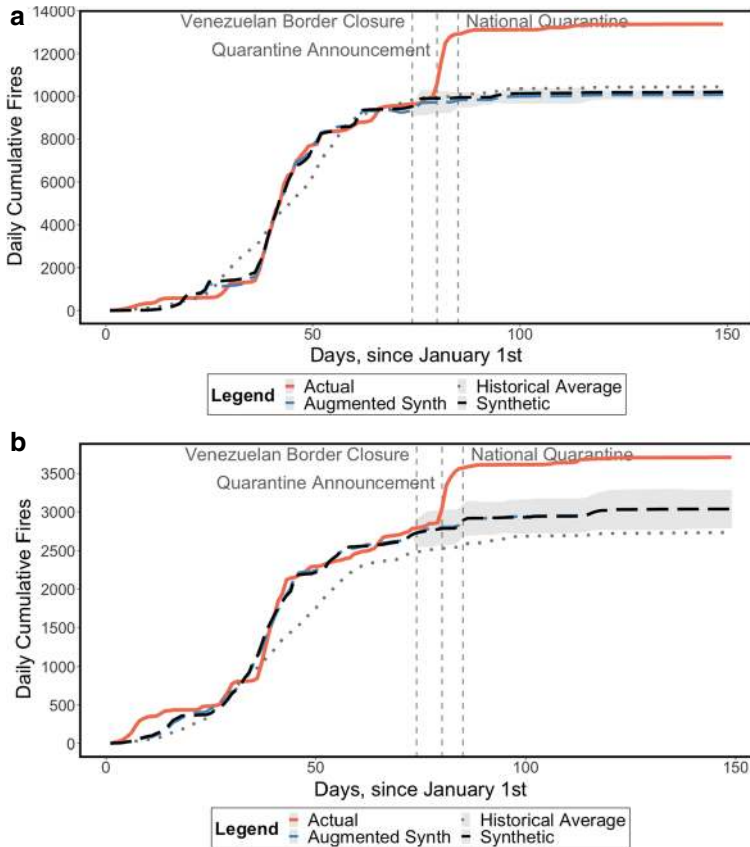 a
Venezuelan Border Closure
National Quarantine
Quarantine Announcement
Daily Cumulative Fires
14000
12000
10000
8000
6000
4000
2000
0
0 50 100 150
Days, since January 1st
Legend
Actual
Historical Average
Augmented Synth
Synthetic
b
Venezuelan Border Closure
National Quarantine
Quarantine Announcement
Daily Cumulative Fires
3500
3000
2500
2000
1500
1000
500
0
0 50 100 150
Days, since January 1st
Legend
Actual
Historical Average
Augmented Synth
Synthetic